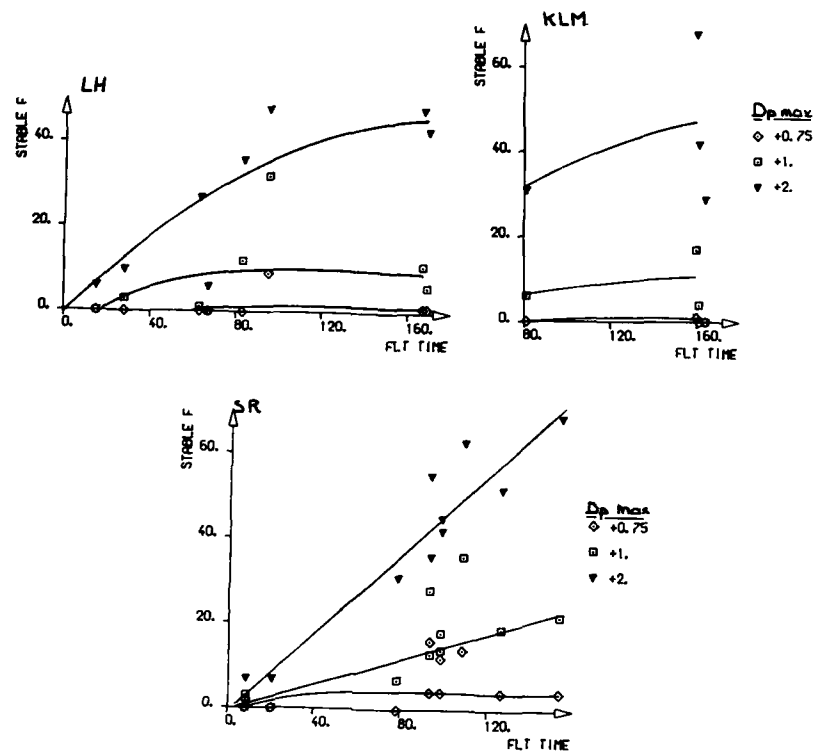 LH
STABLE F
40.
20.
0.
0. 40. 80. 120. 160.
FLT TIME
KLM
STABLE F
60.
40.
20.
0.
80. 120. 160.
FLT TIME
Dp max
+0.75
+1.
+2.
SR
STABLE F
60.
40.
20.
0.
0. 40. 80. 120.
FLT TIME
Dp max
+0.75
+1.
+2.